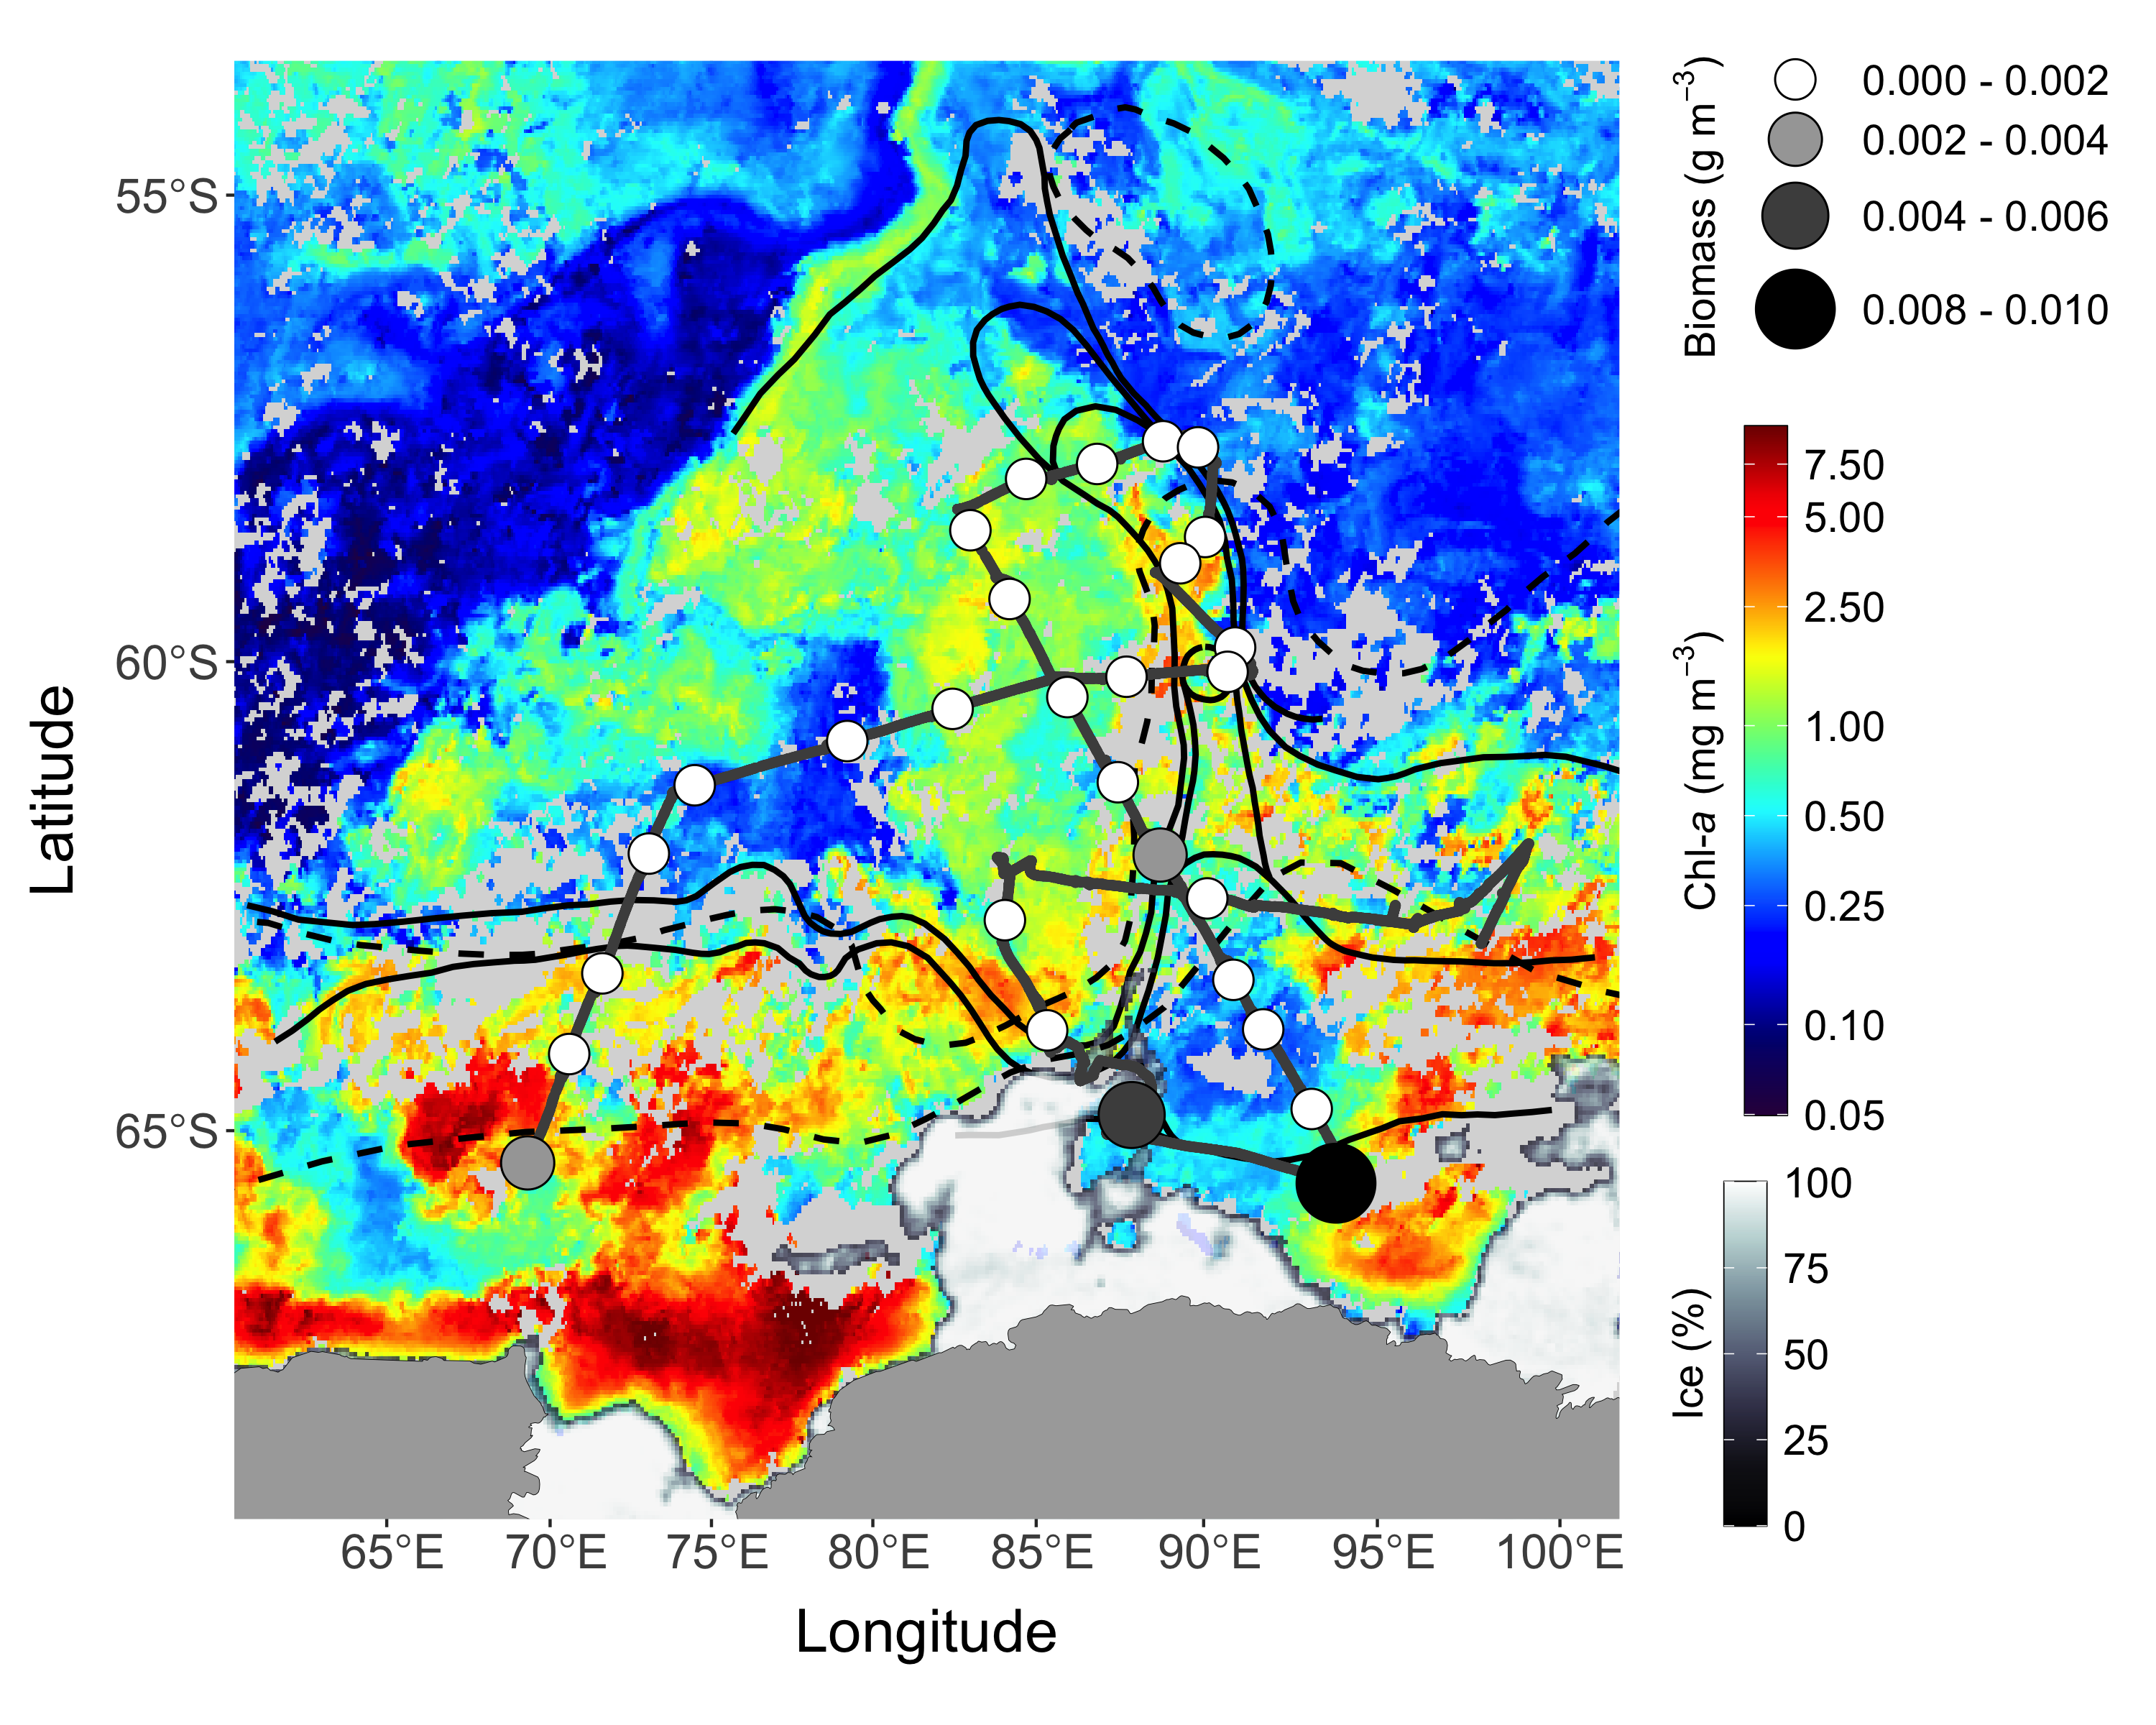 Latitude
55°S
60°S
65°S
65°E
70°E
75°E
80°E
85°E
90°E
95°E
100°E
Longitude
Biomass (g m⁻³)
0.000 - 0.002
0.002 - 0.004
0.004 - 0.006
0.008 - 0.010
Chl-a (mg m⁻³)
7.50
5.00
2.50
1.00
0.50
0.25
0.10
0.05
Ice (%)
100
75
50
25
0